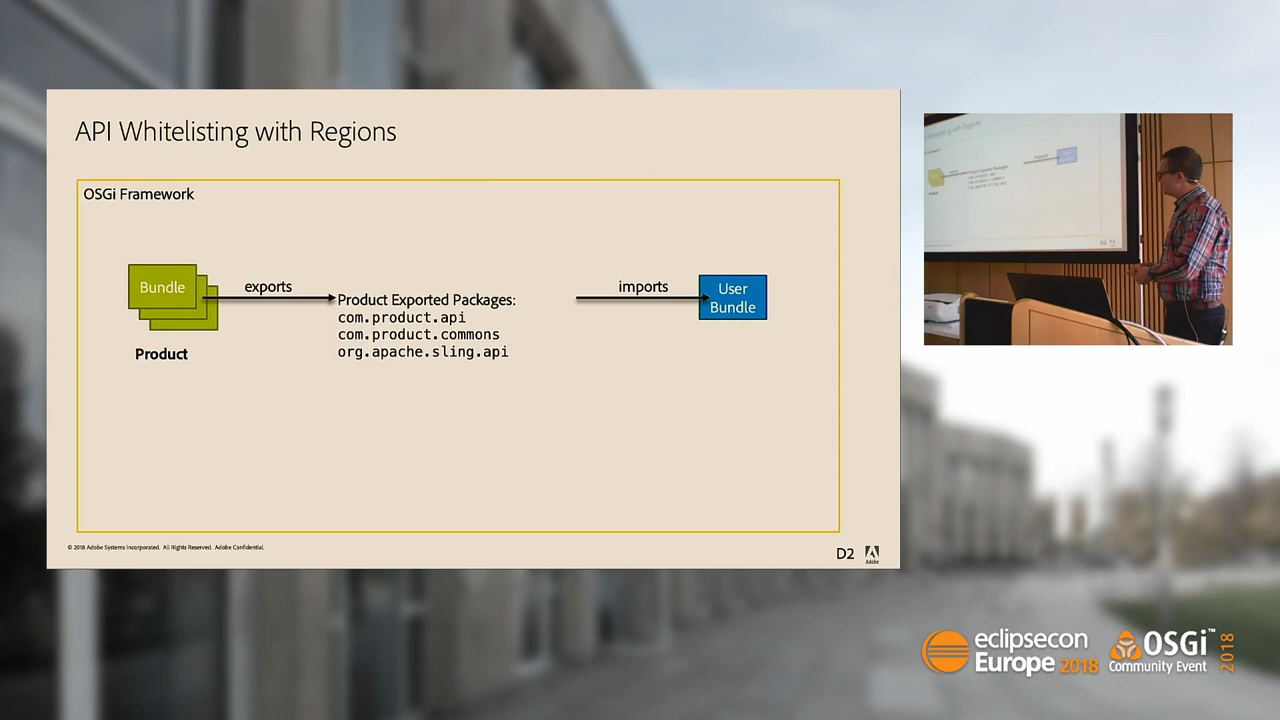 API Whitelisting with Regions
OSGi Framework
Bundle
exports
Product Exported Packages:
com.product.api
com.product.commons
org.apache.sling.api
imports
User
Bundle
Product
© 2018 Adobe Systems Incorporated. All Rights Reserved. Adobe Confidential.
D2
Adobe
eclipsecon
Europe 2018
OSGi™
Community Event
2018